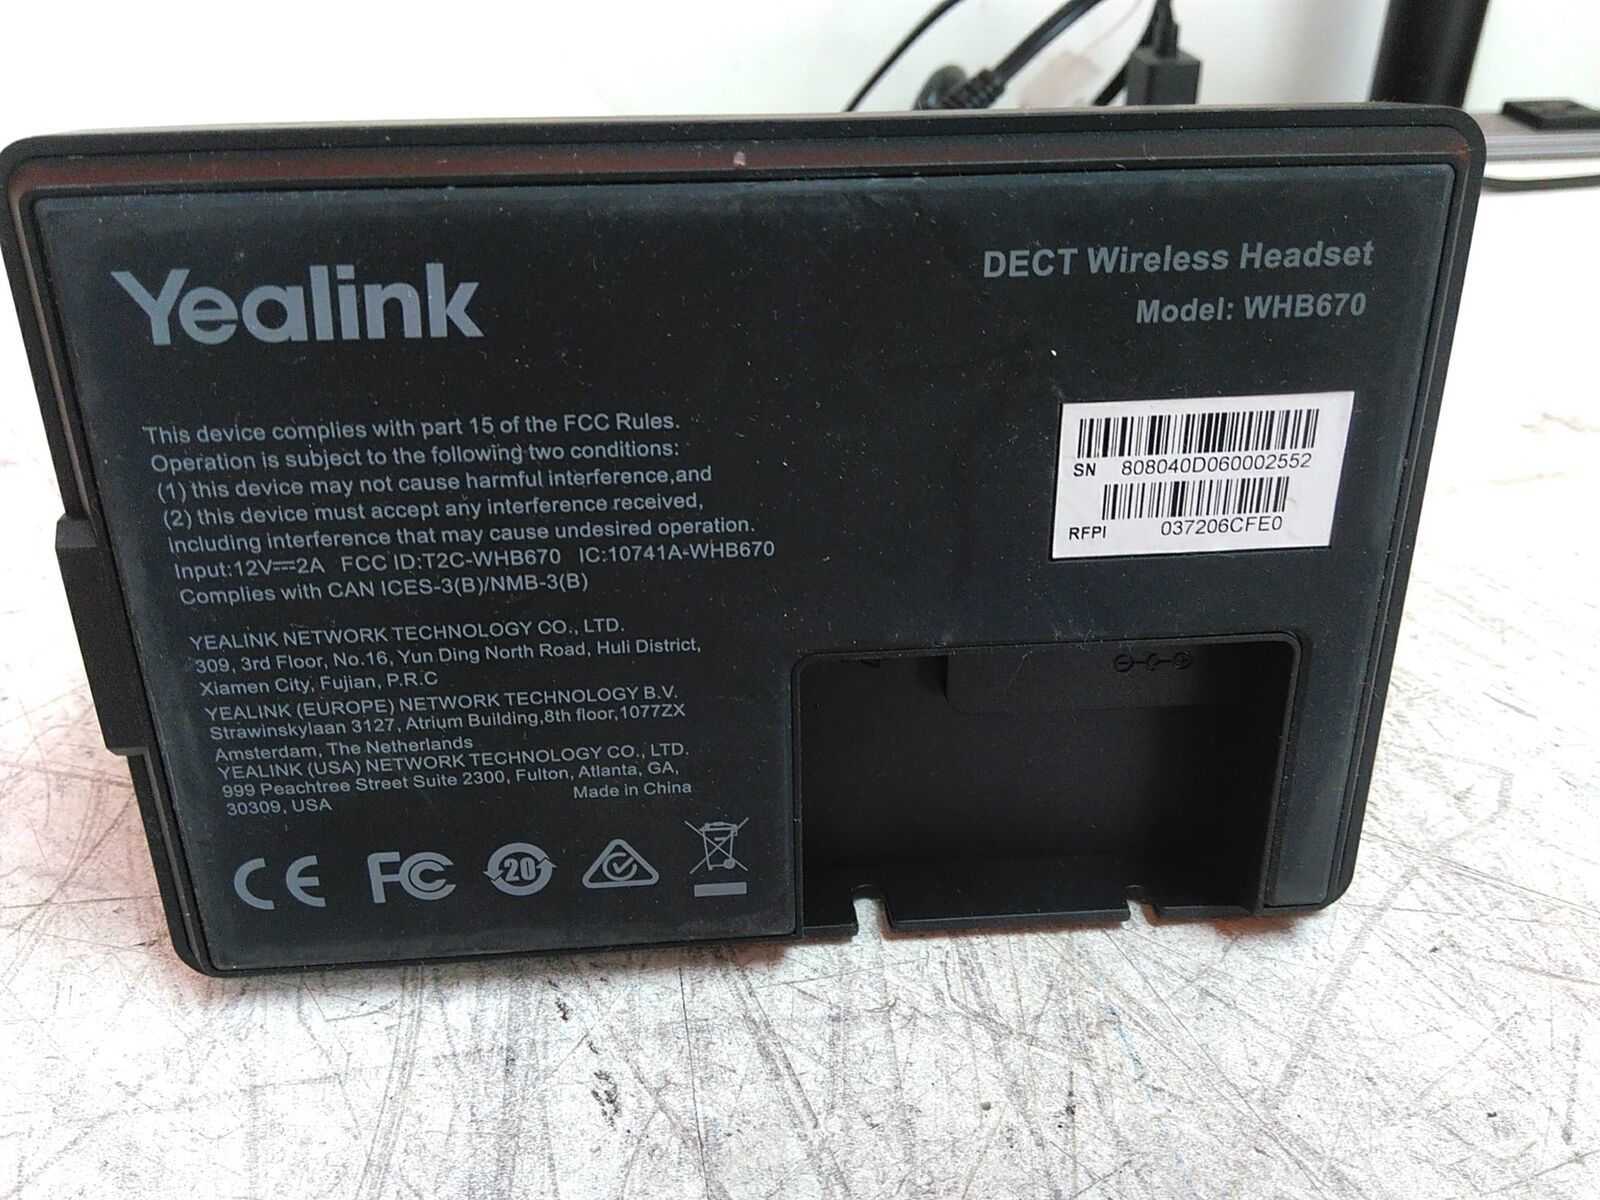 Yealink
DECT Wireless Headset
Model: WHB670
This device complies with part 15 of the FCC Rules.
Operation is subject to the following two conditions:
(1) this device may not cause harmful interference,and
(2) this device must accept any interference received,
including interference that may cause undesired operation.
Input:12V⎓2A FCC ID:T2C-WHB670 IC:10741A-WHB670
Complies with CAN ICES-3(B)/NMB-3(B)
SN 808040D060002552
RFPI 037206CFE0
YEALINK NETWORK TECHNOLOGY CO., LTD.
309, 3rd Floor, No.16, Yun Ding North Road, Huli District,
Xiamen City, Fujian, P.R.C
YEALINK (EUROPE) NETWORK TECHNOLOGY B.V.
Strawinskylaan 3127, Atrium Building,8th floor,1077ZX
Amsterdam, The Netherlands
YEALINK (USA) NETWORK TECHNOLOGY CO., LTD.
999 Peachtree Street Suite 2300, Fulton, Atlanta, GA,
30309, USA
Made in China
CE FC 20